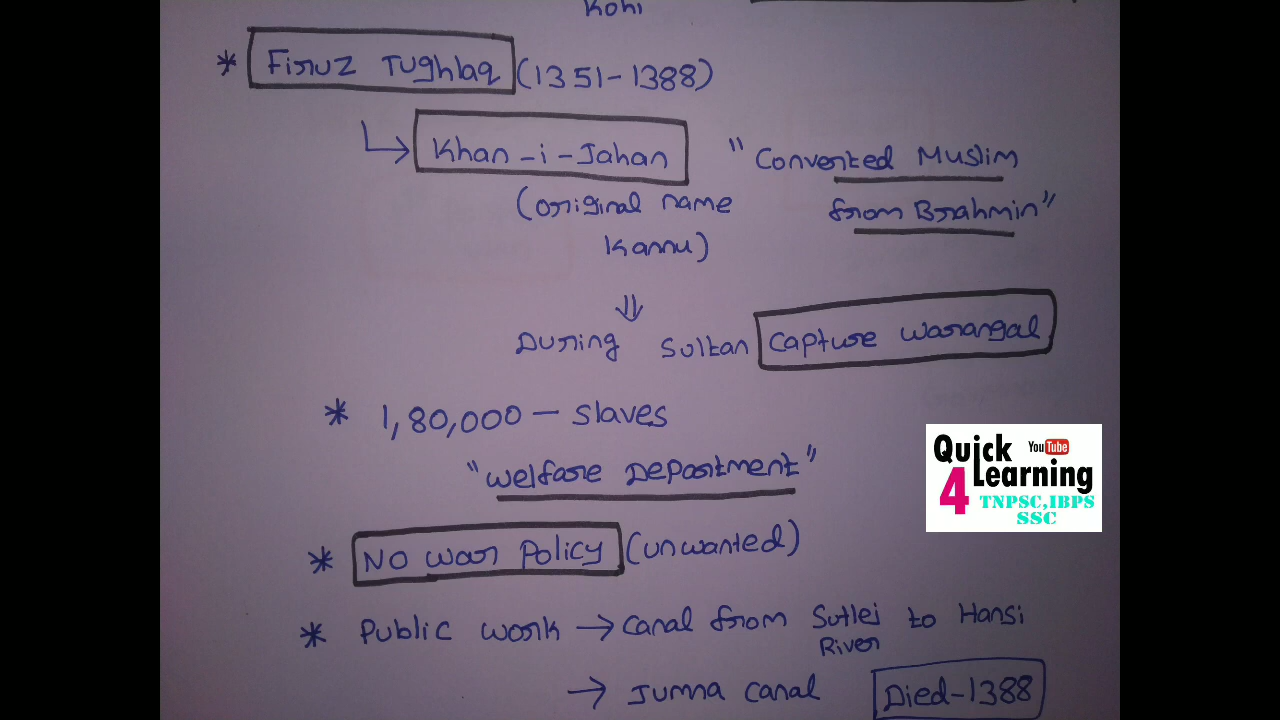 Kohi
* Firuz Tughlaq (1351-1388)
↳ Khan-i-Jahan "Converted Muslim
(original name from Brahmin"
Kannu)
⇓
During Sultan Capture Warangal
* 1,80,000 - Slaves
"Welfare Department"
* No war Policy (unwanted)
* Public work → Canal from Sutlej to Hansi
River
→ Jumna Canal Died-1388
Quick YouTube
4 Learning
TNPSC,IBPS
SSC